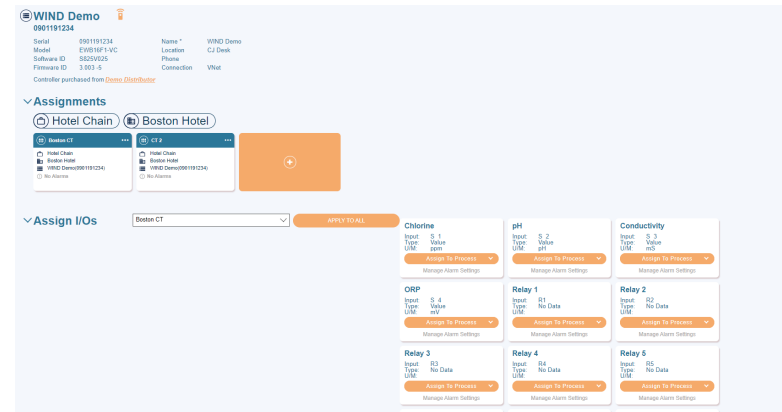 WIND Demo
0901191234
Serial 0901191234 Name * WIND Demo
Model EWB16F1-VC Location CJ Desk
Software ID S825V025 Phone
Firmware ID 3.003 -5 Connection VNet
Controller purchased from Demo Distributor
Assignments
Hotel Chain Boston Hotel
Boston CT ... CT 2 ...
Hotel Chain Hotel Chain
Boston Hotel Boston Hotel
WIND Demo(0901191234) WIND Demo(0901191234)
No Alarms No Alarms
Assign I/Os Boston CT APPLY TO ALL
Chlorine pH Conductivity
Input: S 1 Input: S 2 Input: S 3
Type: Value Type: Value Type: Value
U/M: ppm U/M: pH U/M: mS
Assign To Process Assign To Process Assign To Process
Manage Alarm Settings Manage Alarm Settings Manage Alarm Settings
ORP Relay 1 Relay 2
Input: S 4 Input: R1 Input: R2
Type: Value Type: No Data Type: No Data
U/M: mV U/M: U/M:
Assign To Process Assign To Process Assign To Process
Manage Alarm Settings Manage Alarm Settings Manage Alarm Settings
Relay 3 Relay 4 Relay 5
Input: R3 Input: R4 Input: R5
Type: No Data Type: No Data Type: No Data
U/M: U/M: U/M:
Assign To Process Assign To Process Assign To Process
Manage Alarm Settings Manage Alarm Settings Manage Alarm Settings